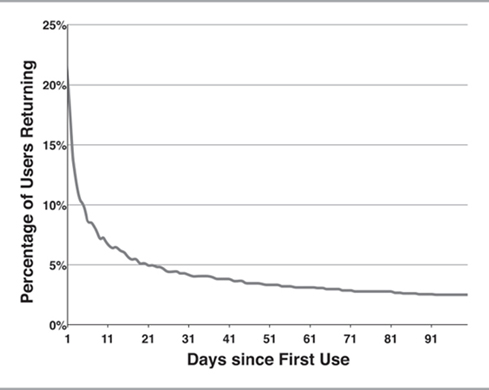 Percentage of Users Returning
25%
20%
15%
10%
5%
0%
1 11 21 31 41 51 61 71 81 91
Days since First Use